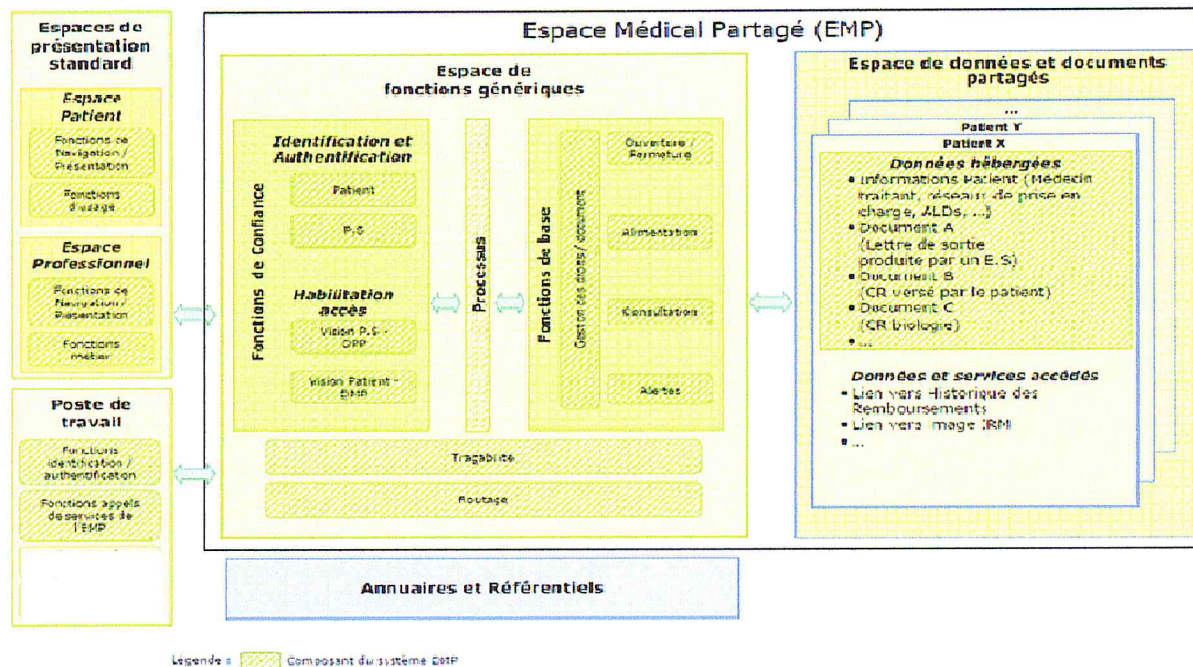 Espaces de
présentation
standard
Espace
Patient
Fonctions de
Navigation /
Présentation
Fonctions
d'usage
Espace
Professionnel
Fonctions de
Navigation /
Présentation
Fonctions
métier
Poste de
travail
Fonctions
identification /
authentification
Fonctions appels
de services de
l'EMP
Espace Médical Partagé (EMP)
Espace de
fonctions génériques
Fonctions de Confiance
Identification et
Authentification
Patient
P.S
Habilitation
accès
Vision P.S -
DPP
Vision Patient -
DMP
Processus
Fonctions de base
Gestion des droits / document
Ouverture /
Fermeture
Alimentation
Consultation
Alertes
Traçabilité
Routage
Espace de données et documents
partagés
...
Patient Y
Patient X
Données hébergées
• Informations Patient (Médecin
traitant, réseaux de prise en
charge, ALDs, ...)
• Document A
(Lettre de sortie
produite par un E.S)
• Document B
(CR versé par le patient)
• Document C
(CR biologie)
• ...
Données et services accédés
• Lien vers Historique des
Remboursements
• Lien vers image IRM
• ...
Annuaires et Référentiels
Légende : Composant du système DMP